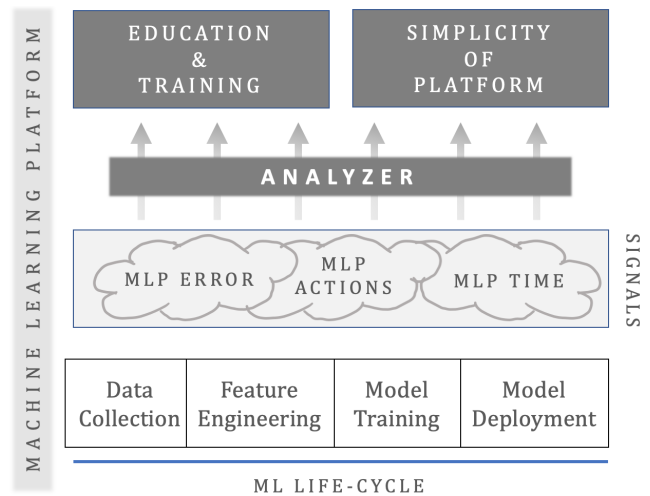 MACHINE LEARNING PLATFORM
EDUCATION
&
TRAINING
SIMPLICITY
OF
PLATFORM
ANALYZER
MLP ERROR
MLP
ACTIONS
MLP TIME
SIGNALS
Data
Collection
Feature
Engineering
Model
Training
Model
Deployment
ML LIFE-CYCLE